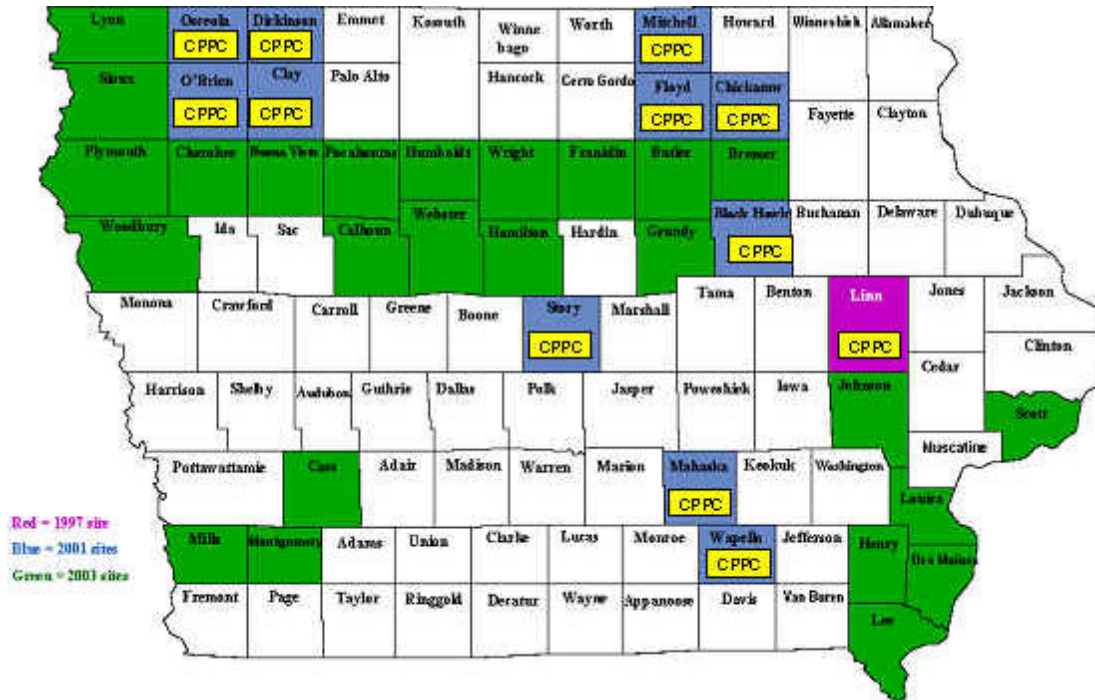 Lyon Osceola Dickinson Emmet Kossuth Winne Worth Mitchell Howard Winneshiek Allamakee
bago
CPPC CPPC CPPC
Sioux O'Brien Clay Palo Alto Hancock Cerro Gordo Floyd Chickasaw
CPPC CPPC CPPC CPPC
Fayette Clayton
Plymouth Cherokee Buena Vista Pocahontas Humboldt Wright Franklin Butler Bremer
Woodbury Ida Sac Calhoun Webster Hamilton Hardin Grundy Black Hawk Buchanan Delaware Dubuque
CPPC
Monona Crawford Carroll Greene Boone Story Marshall Tama Benton Linn Jones Jackson
CPPC CPPC
Clinton
Cedar
Harrison Shelby Audubon Guthrie Dallas Polk Jasper Poweshiek Iowa Johnson
Scott
Muscatine
Pottawattamie Cass Adair Madison Warren Marion Mahaska Keokuk Washington
CPPC
Louisa
Red = 1997 site
Blue = 2001 sites
Green = 2003 sites
Mills Montgomery Adams Union Clarke Lucas Monroe Wapello Jefferson Henry Des Moines
CPPC
Fremont Page Taylor Ringgold Decatur Wayne Appanoose Davis Van Buren
Lee